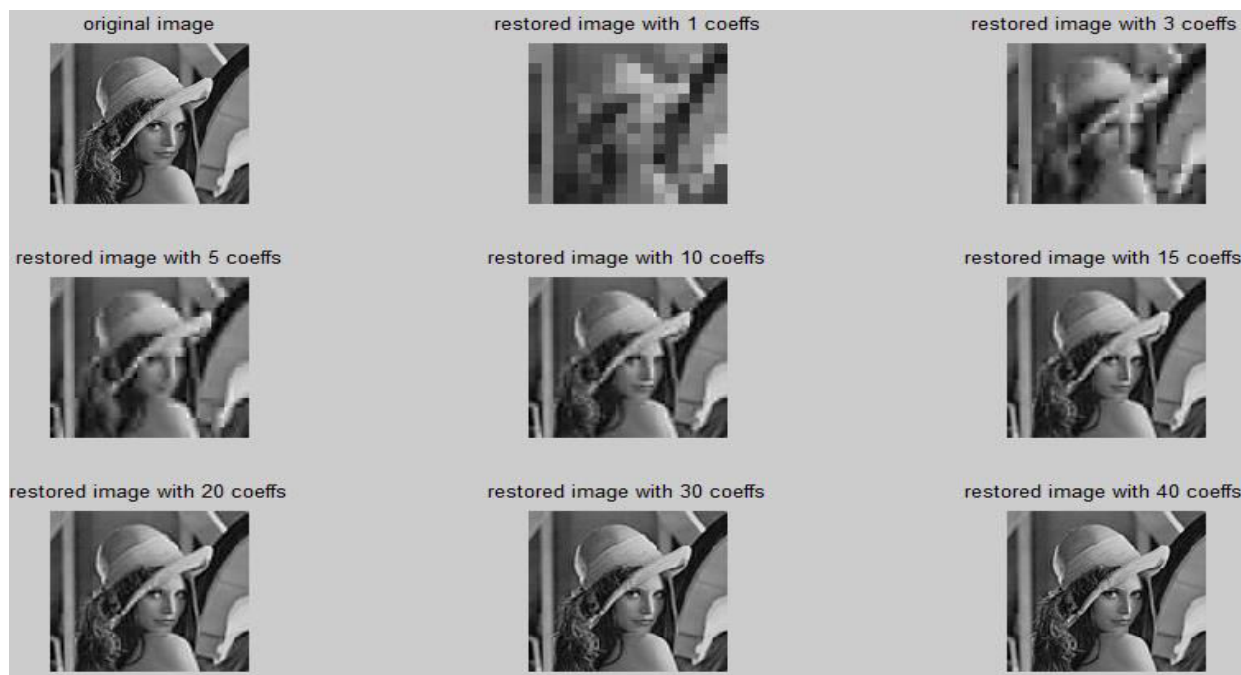 original image
restored image with 1 coeffs
restored image with 3 coeffs
restored image with 5 coeffs
restored image with 10 coeffs
restored image with 15 coeffs
restored image with 20 coeffs
restored image with 30 coeffs
restored image with 40 coeffs